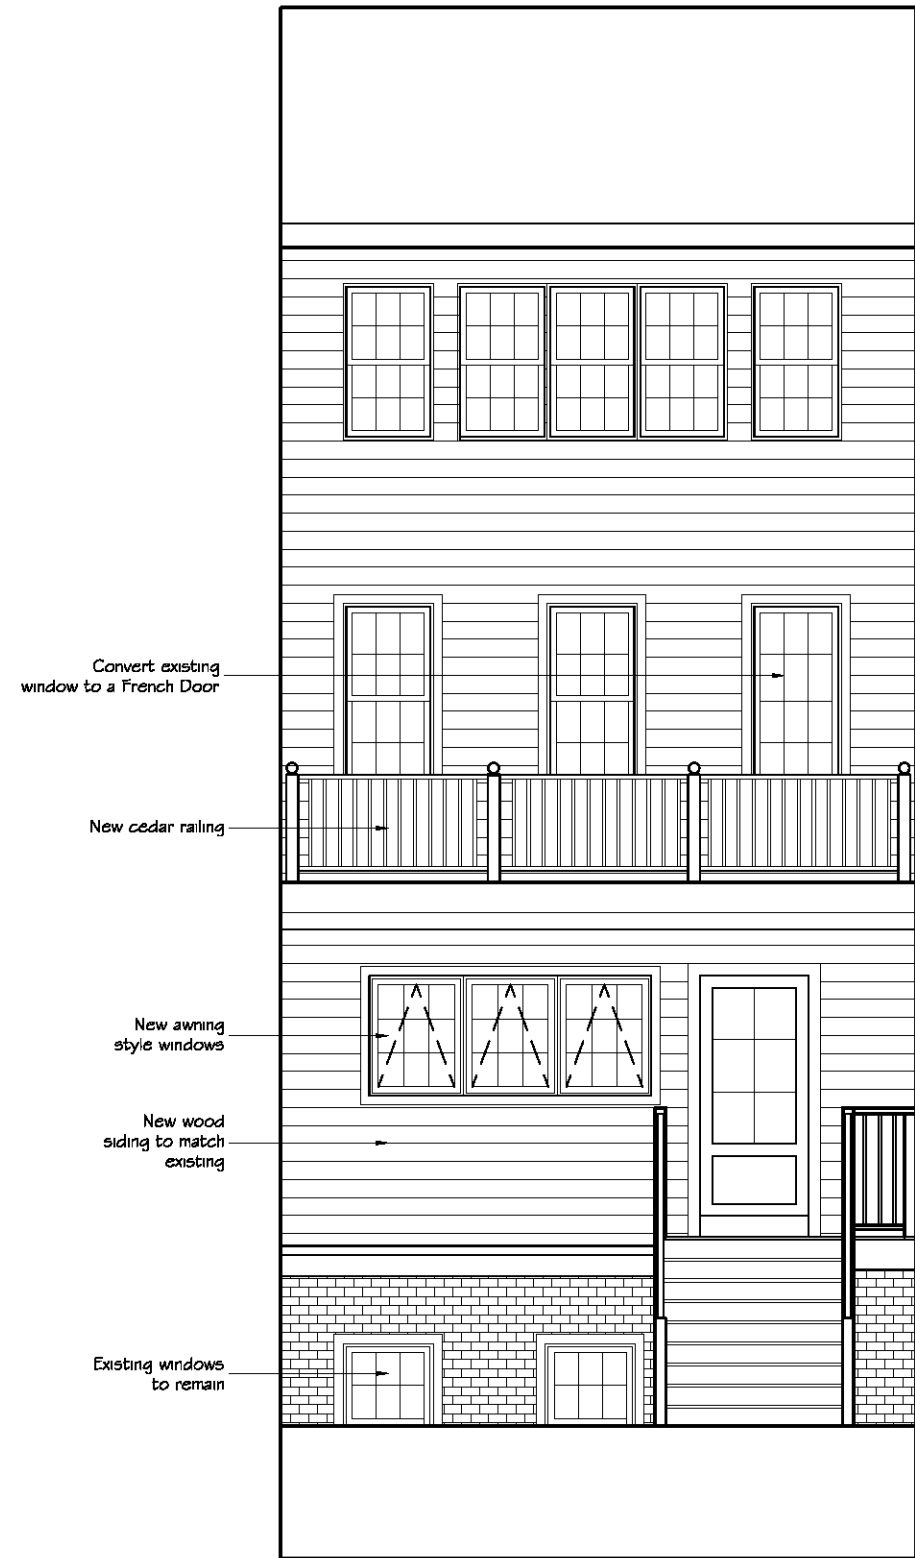 Convert existing
window to a French Door
New cedar railing
New awning
style windows
New wood
siding to match
existing
Existing windows
to remain